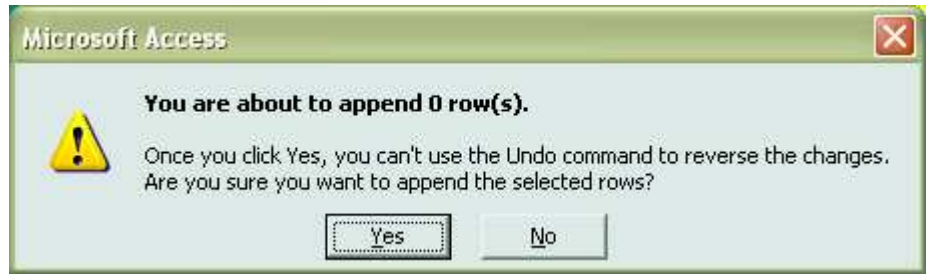 Microsoft Access
You are about to append 0 row(s).
Once you click Yes, you can't use the Undo command to reverse the changes.
Are you sure you want to append the selected rows?
Yes No